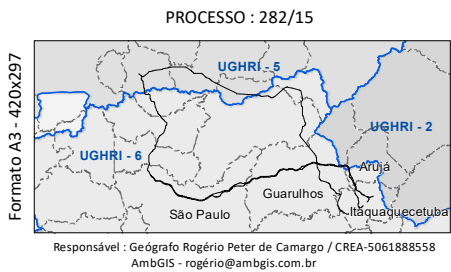 PROCESSO : 282/15
Formato A3 - 420x297
UGHRI - 5
UGHRI - 2
UGHRI - 6
Arujá
Guarulhos
São Paulo
Itaquaquecetuba
Responsável : Geógrafo Rogério Peter de Camargo / CREA-5061888558
AmbGIS - rogério@ambgis.com.br